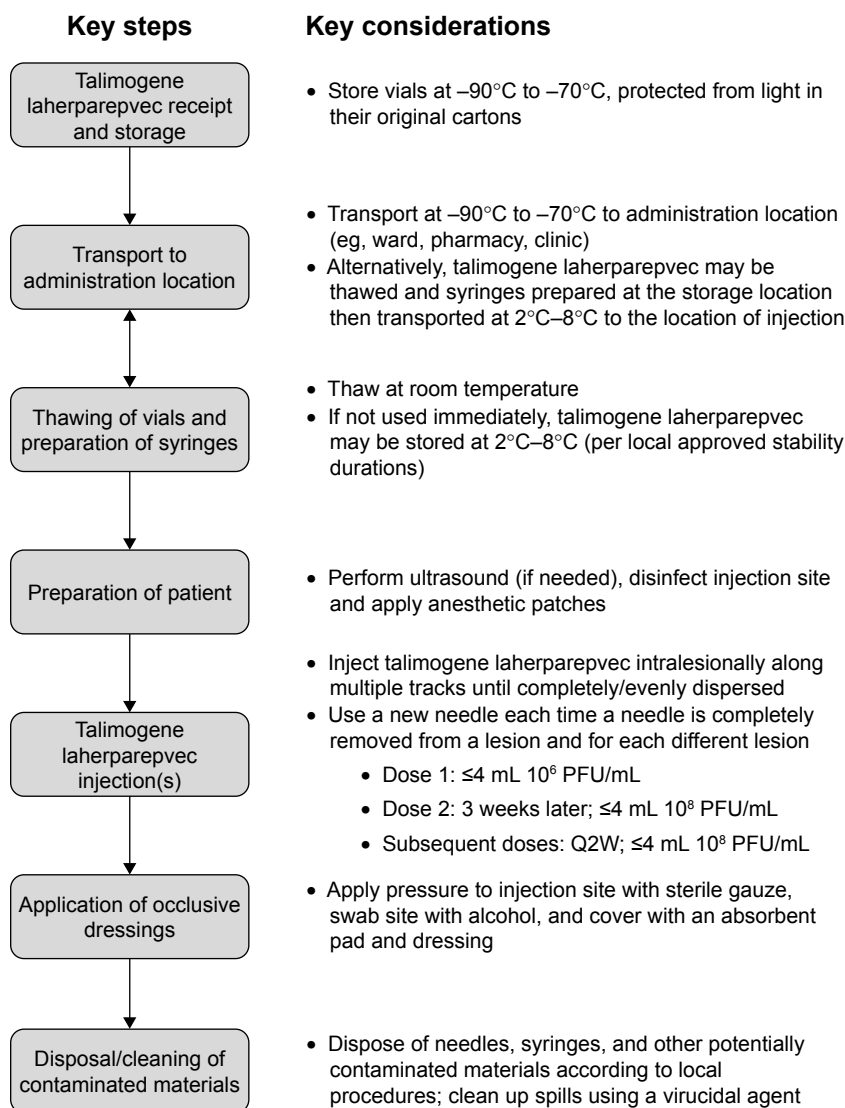 Key steps
Key considerations
Talimogene
laherparepvec receipt
and storage
• Store vials at –90°C to –70°C, protected from light in
their original cartons
Transport to
administration location
• Transport at –90°C to –70°C to administration location
(eg, ward, pharmacy, clinic)
• Alternatively, talimogene laherparepvec may be
thawed and syringes prepared at the storage location
then transported at 2°C–8°C to the location of injection
Thawing of vials and
preparation of syringes
• Thaw at room temperature
• If not used immediately, talimogene laherparepvec
may be stored at 2°C–8°C (per local approved stability
durations)
Preparation of patient
• Perform ultrasound (if needed), disinfect injection site
and apply anesthetic patches
Talimogene
laherparepvec
injection(s)
• Inject talimogene laherparepvec intralesionally along
multiple tracks until completely/evenly dispersed
• Use a new needle each time a needle is completely
removed from a lesion and for each different lesion
• Dose 1: ≤4 mL 10⁶ PFU/mL
• Dose 2: 3 weeks later; ≤4 mL 10⁸ PFU/mL
• Subsequent doses: Q2W; ≤4 mL 10⁸ PFU/mL
Application of occlusive
dressings
• Apply pressure to injection site with sterile gauze,
swab site with alcohol, and cover with an absorbent
pad and dressing
Disposal/cleaning of
contaminated materials
• Dispose of needles, syringes, and other potentially
contaminated materials according to local
procedures; clean up spills using a virucidal agent